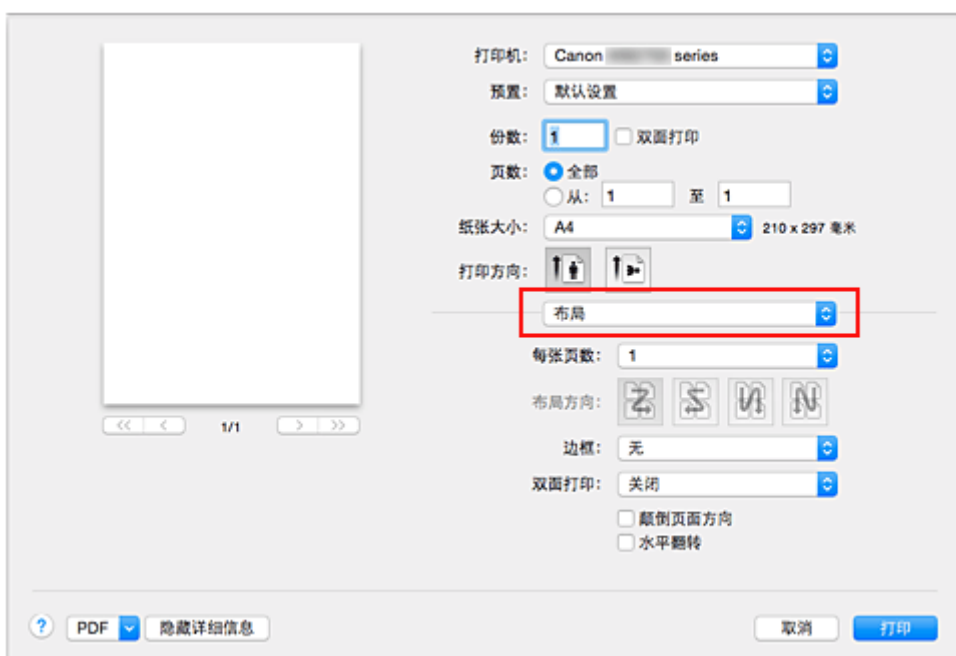 打印机： Canon series
预置： 默认设置
份数： 1 双面打印
页数： 全部
从： 1 至 1
纸张大小： A4 210 x 297 毫米
打印方向：
布局
每张页数： 1
布局方向：
边框： 无
双面打印： 关闭
颠倒页面方向
水平翻转
<< < 1/1 > >>
? PDF 隐藏详细信息 取消 打印